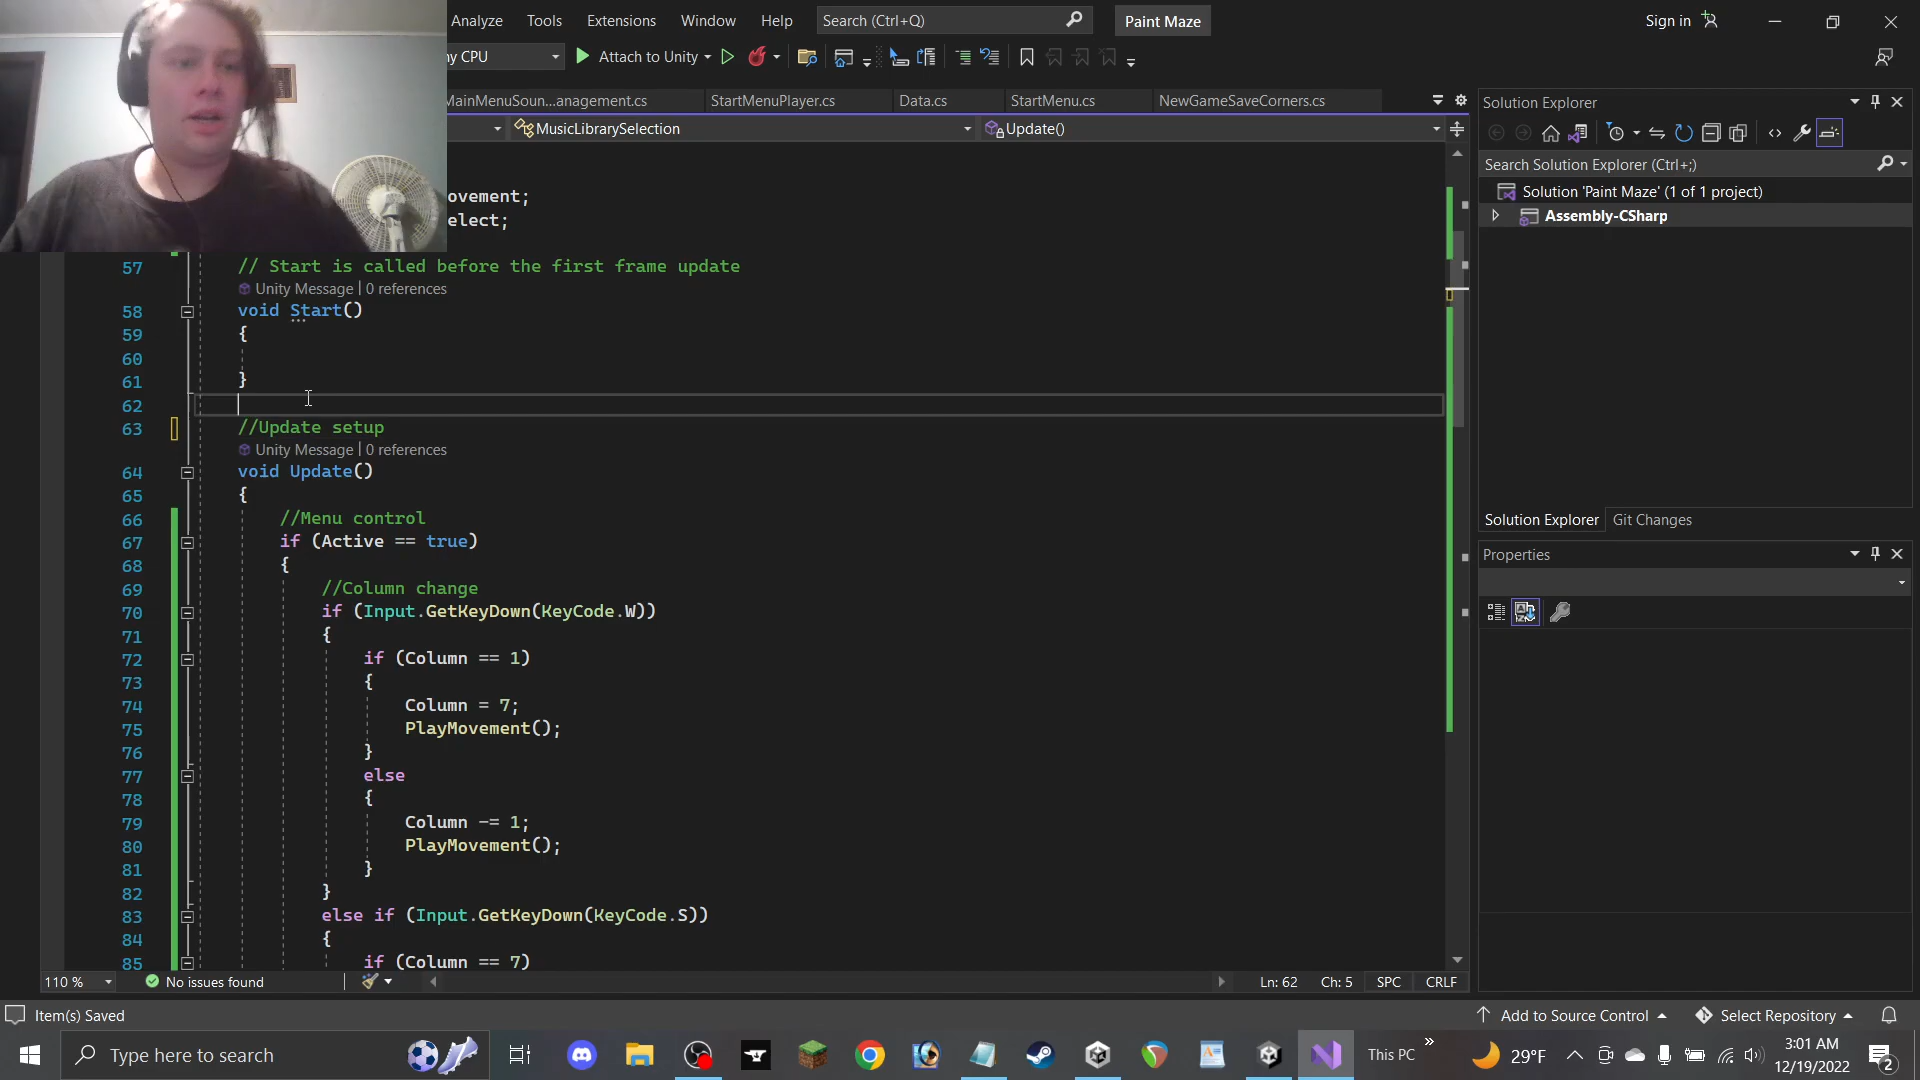 Analyze Tools Extensions Window Help Search (Ctrl+Q) Paint Maze Sign in
ny CPU Attach to Unity
MainMenuSoun...anagement.cs StartMenuPlayer.cs Data.cs StartMenu.cs NewGameSaveCorners.cs
MusicLibrarySelection Update()
ovement;
elect;
57 // Start is called before the first frame update
Unity Message | 0 references
58 void Start()
59 {
60
61 }
62
63 //Update setup
Unity Message | 0 references
64 void Update()
65 {
66 //Menu control
67 if (Active == true)
68 {
69 //Column change
70 if (Input.GetKeyDown(KeyCode.W))
71 {
72 if (Column == 1)
73 {
74 Column = 7;
75 PlayMovement();
76 }
77 else
78 {
79 Column -= 1;
80 PlayMovement();
81 }
82 }
83 else if (Input.GetKeyDown(KeyCode.S))
84 {
85 if (Column == 7)
110 % No issues found Ln: 62 Ch: 5 SPC CRLF
Solution Explorer
Search Solution Explorer (Ctrl+;)
Solution 'Paint Maze' (1 of 1 project)
Assembly-CSharp
Solution Explorer Git Changes
Properties
Item(s) Saved Add to Source Control Select Repository
Type here to search This PC » 29°F 3:01 AM
12/19/2022 2